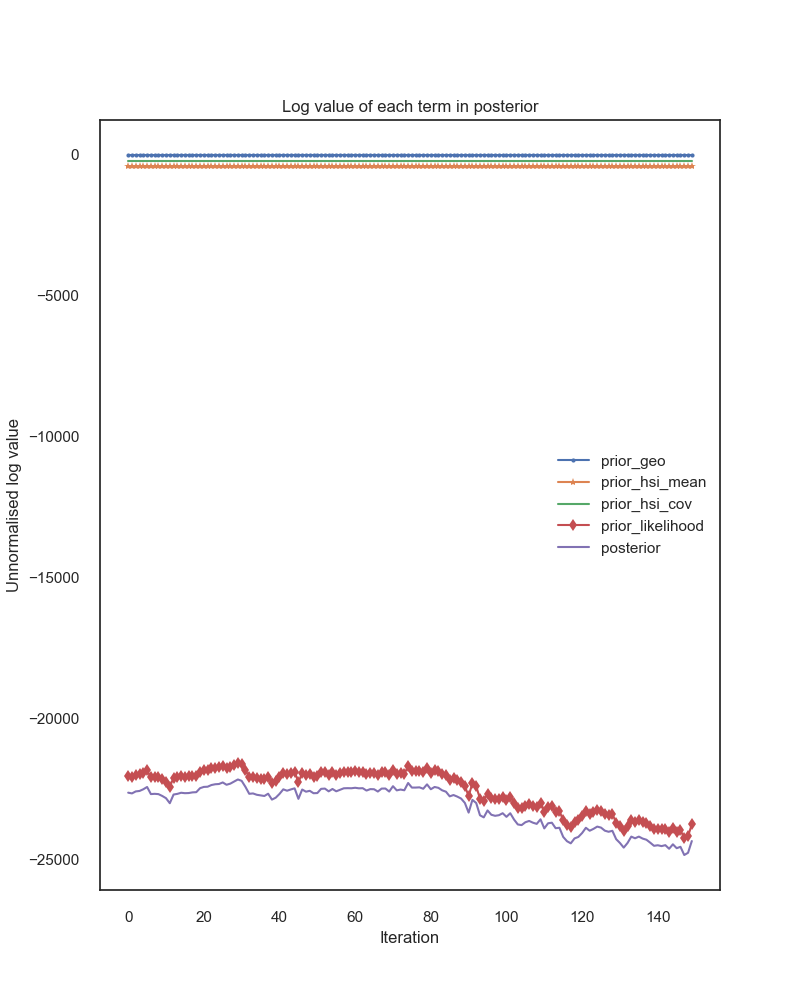 Log value of each term in posterior
0
−5000
−10000
−15000
−20000
−25000
Unnormalised log value
prior_geo
prior_hsi_mean
prior_hsi_cov
prior_likelihood
posterior
0 20 40 60 80 100 120 140
Iteration